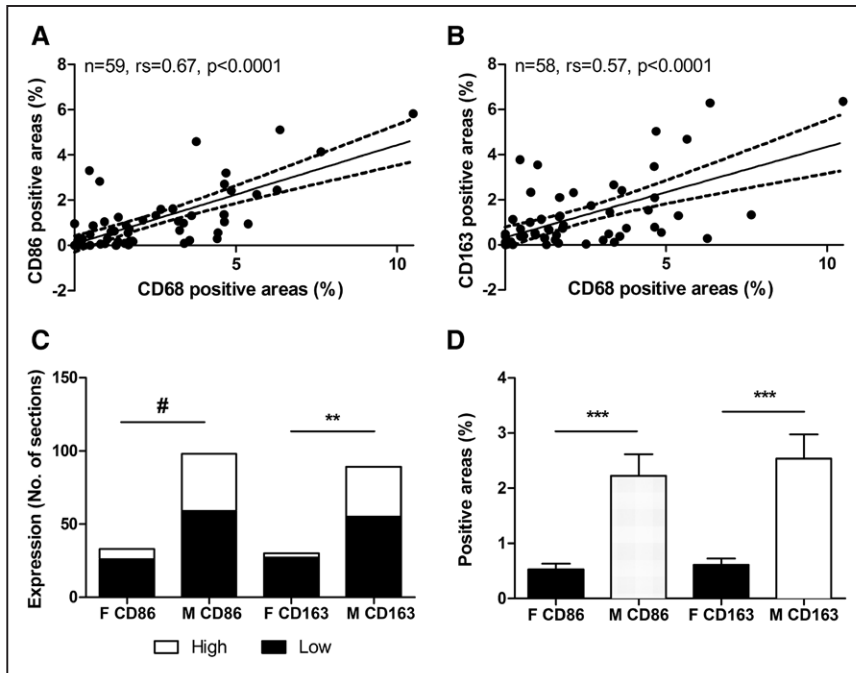 A
n=59, rs=0.67, p<0.0001
CD86 positive areas (%)
8
6
4
2
0
-2
5
10
CD68 positive areas (%)
B
n=58, rs=0.57, p<0.0001
CD163 positive areas (%)
8
6
4
2
0
-2
5
10
CD68 positive areas (%)
C
Expression (No. of sections)
150
100
50
0
#
**
F CD86
M CD86
F CD163
M CD163
High
Low
D
Positive areas (%)
4
3
2
1
0
***
***
F CD86
M CD86
F CD163
M CD163